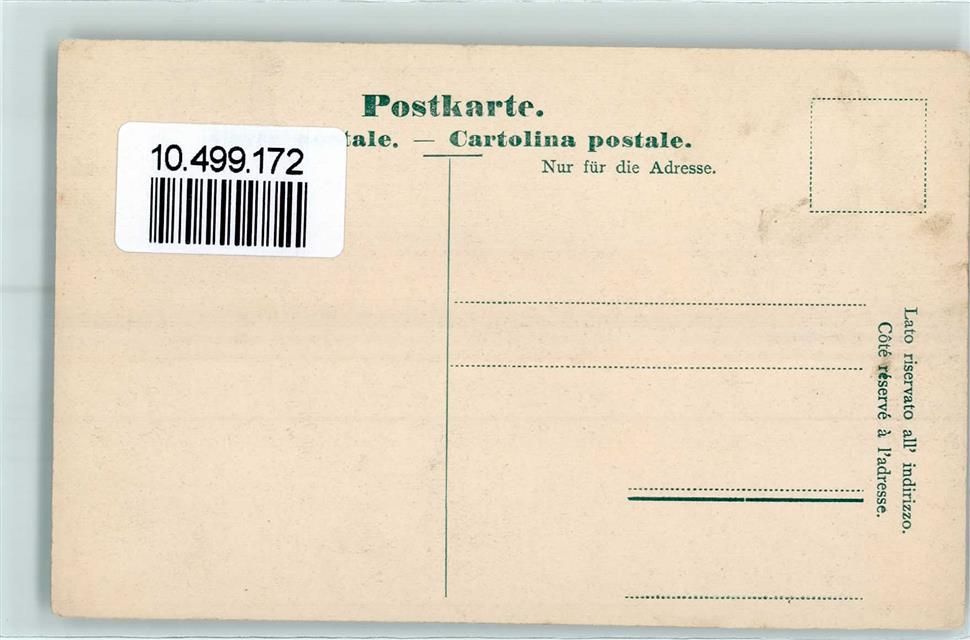 Postkarte.
tale. — Cartolina postale.
Nur für die Adresse.
10.499.172
Lato riservato all' indirizzo.
Côté réservé à l'adresse.